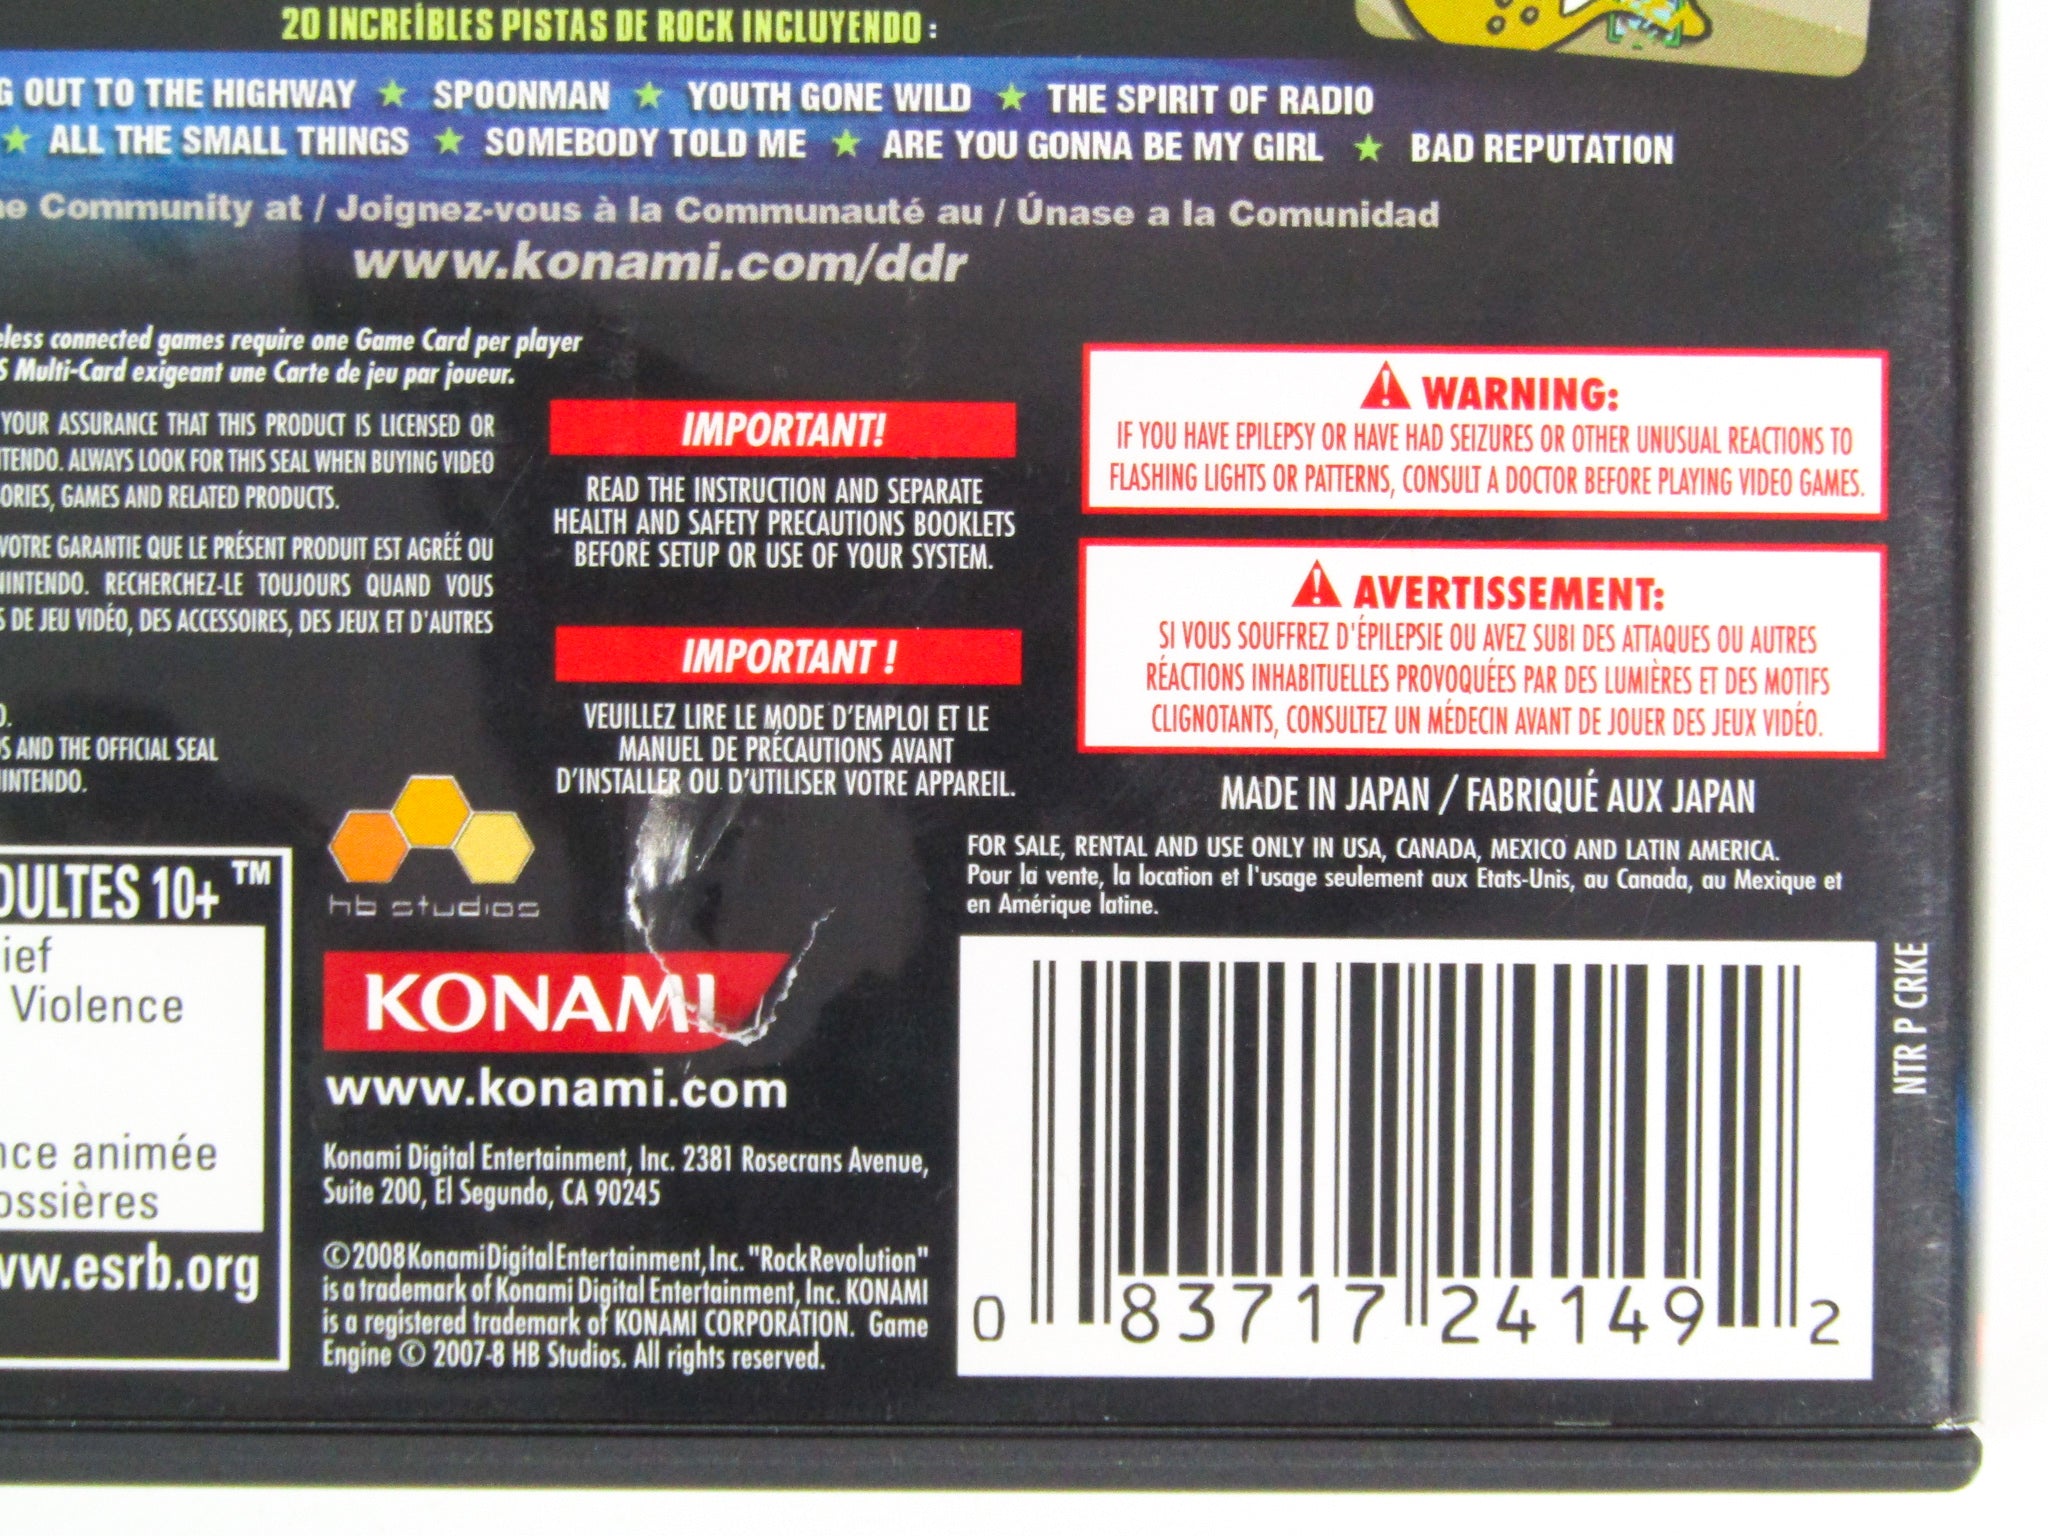 20 INCREÍBLES PISTAS DE ROCK INCLUYENDO:
G OUT TO THE HIGHWAY ★ SPOONMAN ★ YOUTH GONE WILD ★ THE SPIRIT OF RADIO
★ ALL THE SMALL THINGS ★ SOMEBODY TOLD ME ★ ARE YOU GONNA BE MY GIRL ★ BAD REPUTATION
e Community at / Joignez-vous à la Communauté au / Únase a la Comunidad
www.konami.com/ddr
eless connected games require one Game Card per player
S Multi-Card exigeant une Carte de jeu par joueur.
YOUR ASSURANCE THAT THIS PRODUCT IS LICENSED OR
TENDO. ALWAYS LOOK FOR THIS SEAL WHEN BUYING VIDEO
ORIES, GAMES AND RELATED PRODUCTS.
VOTRE GARANTIE QUE LE PRÉSENT PRODUIT EST AGRÉÉ OU
NINTENDO. RECHERCHEZ-LE TOUJOURS QUAND VOUS
S DE JEU VIDÉO, DES ACCESSOIRES, DES JEUX ET D'AUTRES
S AND THE OFFICIAL SEAL
INTENDO.
IMPORTANT!
READ THE INSTRUCTION AND SEPARATE
HEALTH AND SAFETY PRECAUTIONS BOOKLETS
BEFORE SETUP OR USE OF YOUR SYSTEM.
IMPORTANT !
VEUILLEZ LIRE LE MODE D'EMPLOI ET LE
MANUEL DE PRÉCAUTIONS AVANT
D'INSTALLER OU D'UTILISER VOTRE APPAREIL.
WARNING:
IF YOU HAVE EPILEPSY OR HAVE HAD SEIZURES OR OTHER UNUSUAL REACTIONS TO
FLASHING LIGHTS OR PATTERNS, CONSULT A DOCTOR BEFORE PLAYING VIDEO GAMES.
AVERTISSEMENT:
SI VOUS SOUFFREZ D'ÉPILEPSIE OU AVEZ SUBI DES ATTAQUES OU AUTRES
RÉACTIONS INHABITUELLES PROVOQUÉES PAR DES LUMIÈRES ET DES MOTIFS
CLIGNOTANTS, CONSULTEZ UN MÉDECIN AVANT DE JOUER DES JEUX VIDÉO.
MADE IN JAPAN / FABRIQUÉ AUX JAPAN
FOR SALE, RENTAL AND USE ONLY IN USA, CANADA, MEXICO AND LATIN AMERICA.
Pour la vente, la location et l'usage seulement aux Etats-Unis, au Canada, au Mexique et
en Amérique latine.
DULTES 10+ ™
ief
Violence
nce animée
ossières
ww.esrb.org
hb studios
KONAMI
www.konami.com
Konami Digital Entertainment, Inc. 2381 Rosecrans Avenue,
Suite 200, El Segundo, CA 90245
©2008 Konami Digital Entertainment, Inc. "Rock Revolution"
is a trademark of Konami Digital Entertainment, Inc. KONAMI
is a registered trademark of KONAMI CORPORATION. Game
Engine © 2007-8 HB Studios. All rights reserved.
0 83717 24149 2
NTR P CRKE